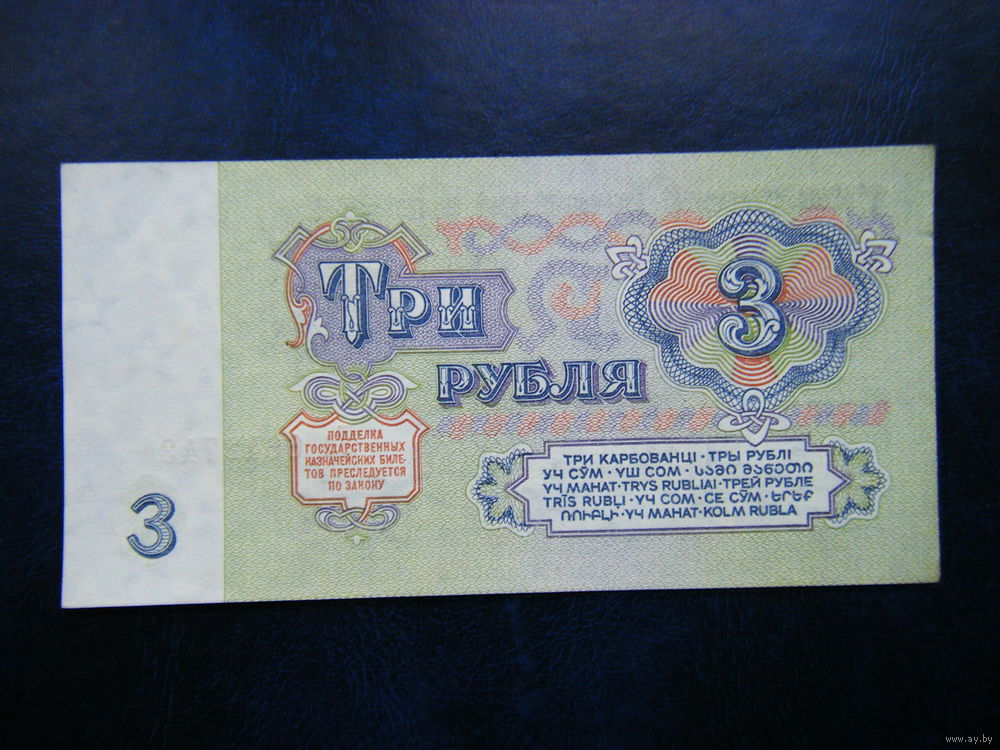 ТРИ
РУБЛЯ
3
ПОДДЕЛКА
ГОСУДАРСТВЕННЫХ
КАЗНАЧЕЙСКИХ БИЛЕ-
ТОВ ПРЕСЛЕДУЕТСЯ
ПО ЗАКОНУ
ТРИ КАРБОВАНЦІ · ТРЫ РУБЛІ
УЧ СЎМ · ҮШ СОМ · ᲡᲐᲛᲘ ᲛᲐᲜᲔᲗᲘ
УЧ МАНАТ · TRYS RUBLIAI · ТРЕЙ РУБЛЕ
TRĪS RUBĻI · ҮЧ СОМ · СЕ СӮМ · ԵՐԵՔ
ՌՈՒԲԼԻ · ҮЧ МАНАТ · KOLM RUBLA
3
www.ay.by